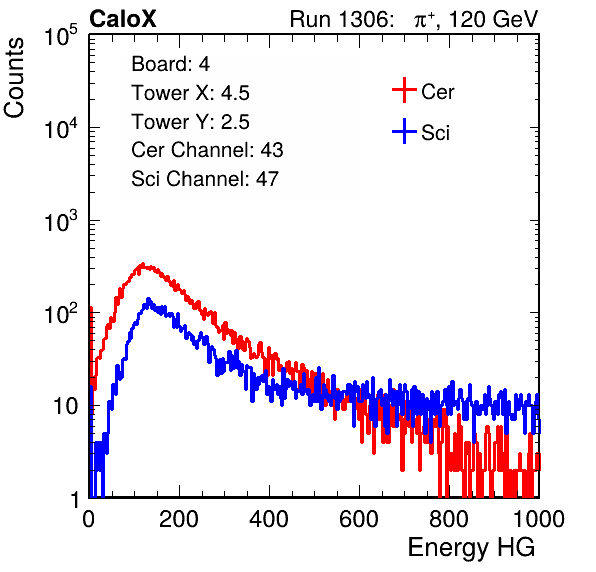 CaloX Run 1306: π⁺, 120 GeV
Counts
10⁵
10⁴
10³
10²
10
1
Board: 4
Tower X: 4.5
Tower Y: 2.5
Cer Channel: 43
Sci Channel: 47
Cer
Sci
0 200 400 600 800 1000
Energy HG